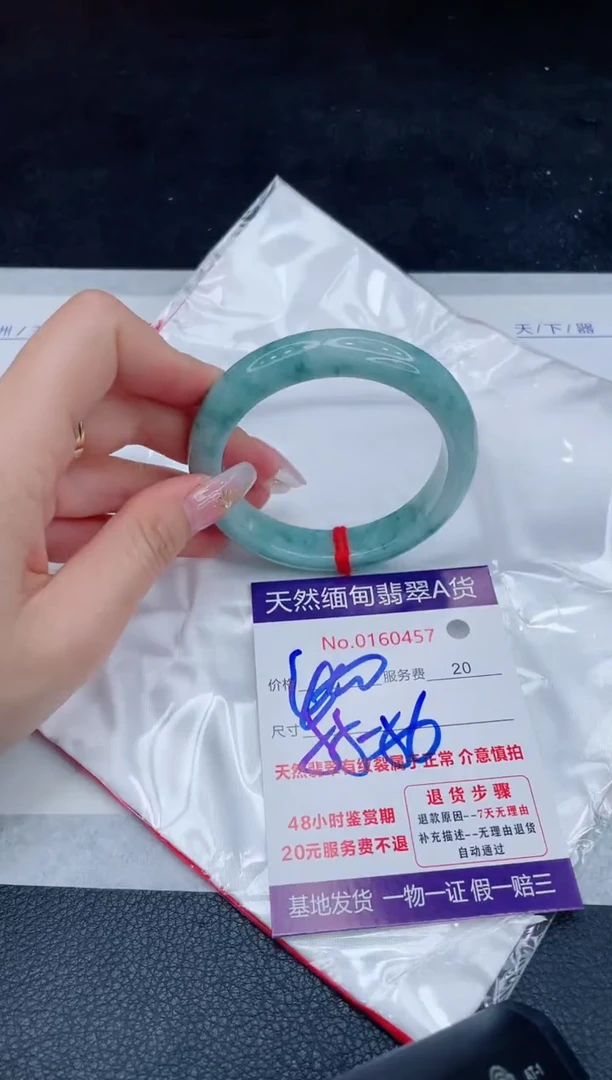 天/下/器
天然缅甸翡翠A货
No.0160457
价格 服务费 20
尺寸
天然翡翠有纹裂属于正常 介意慎拍
48小时鉴赏期
20元服务费不退
退货步骤
退款原因--7天无理由
补充描述--无理由退货
自动通过
基地发货 一物一证 假一赔三